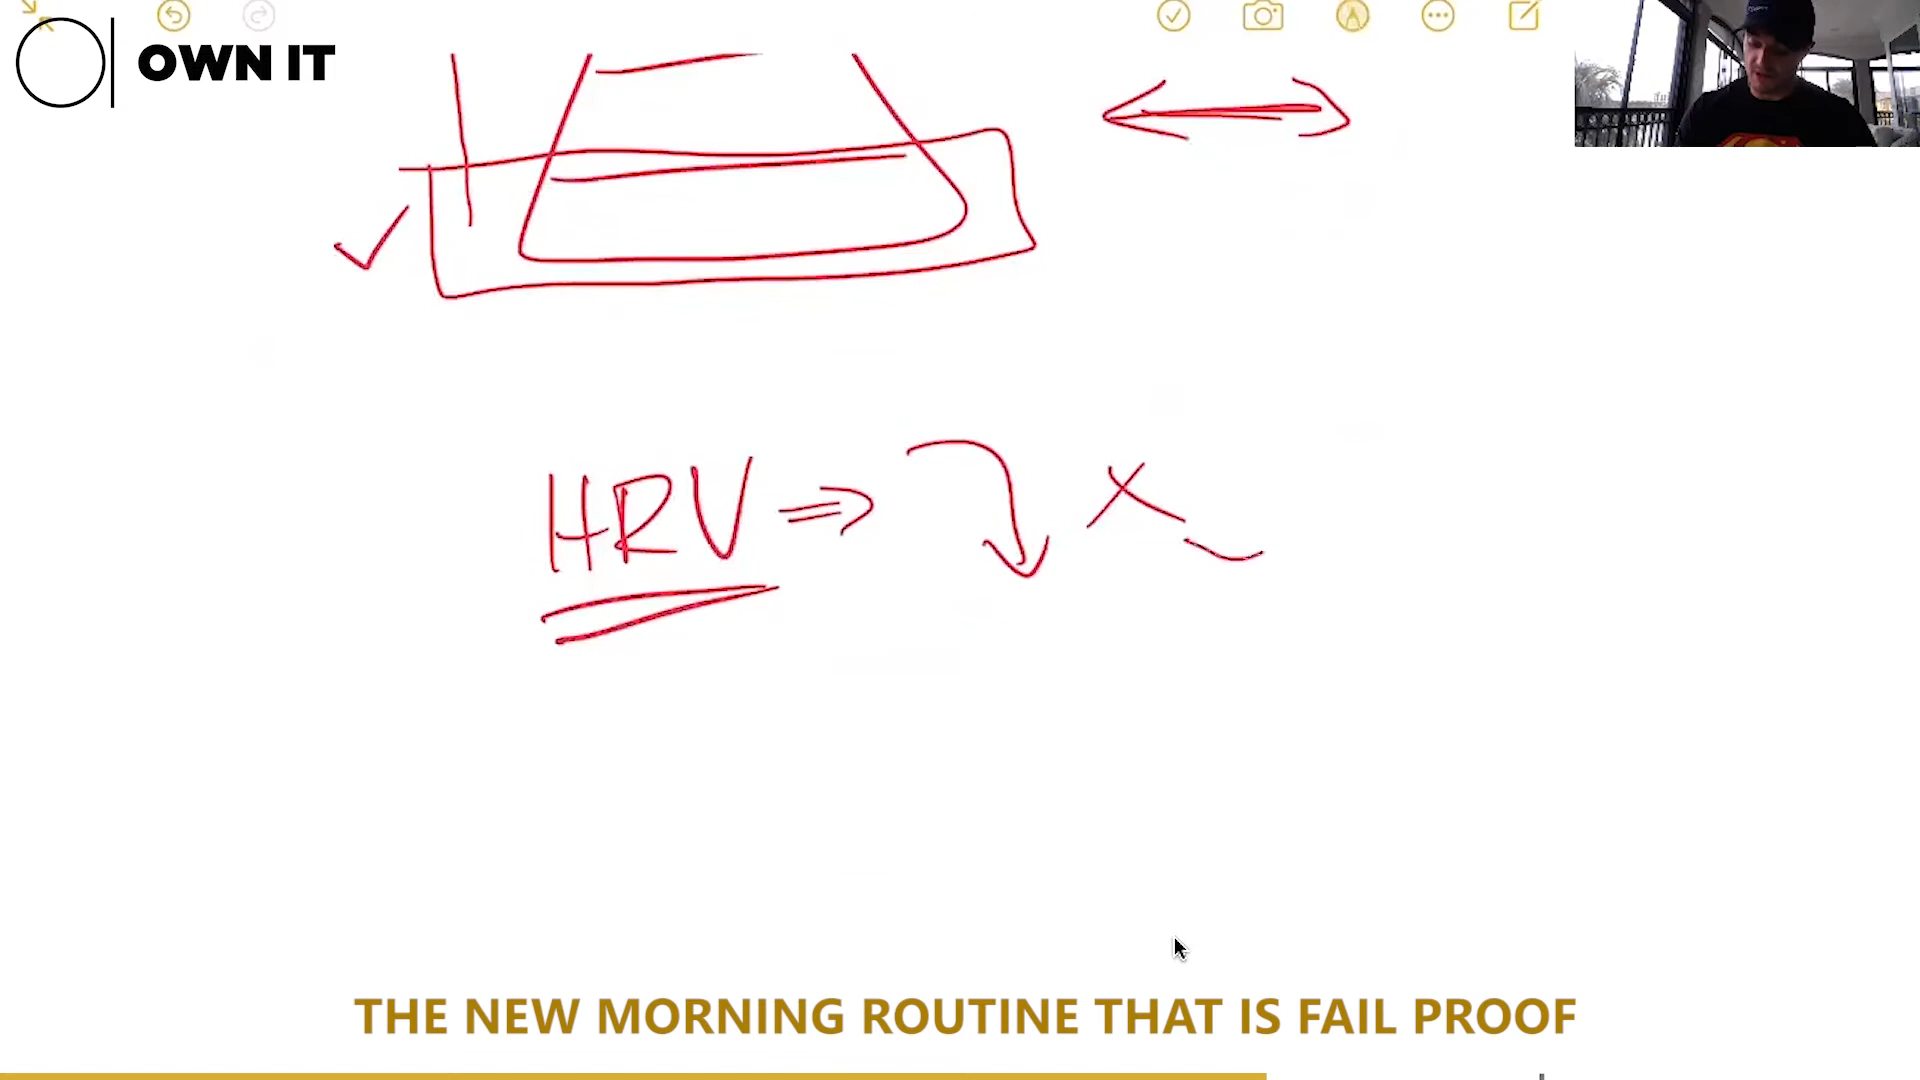 OWN IT
HRV
THE NEW MORNING ROUTINE THAT IS FAIL PROOF